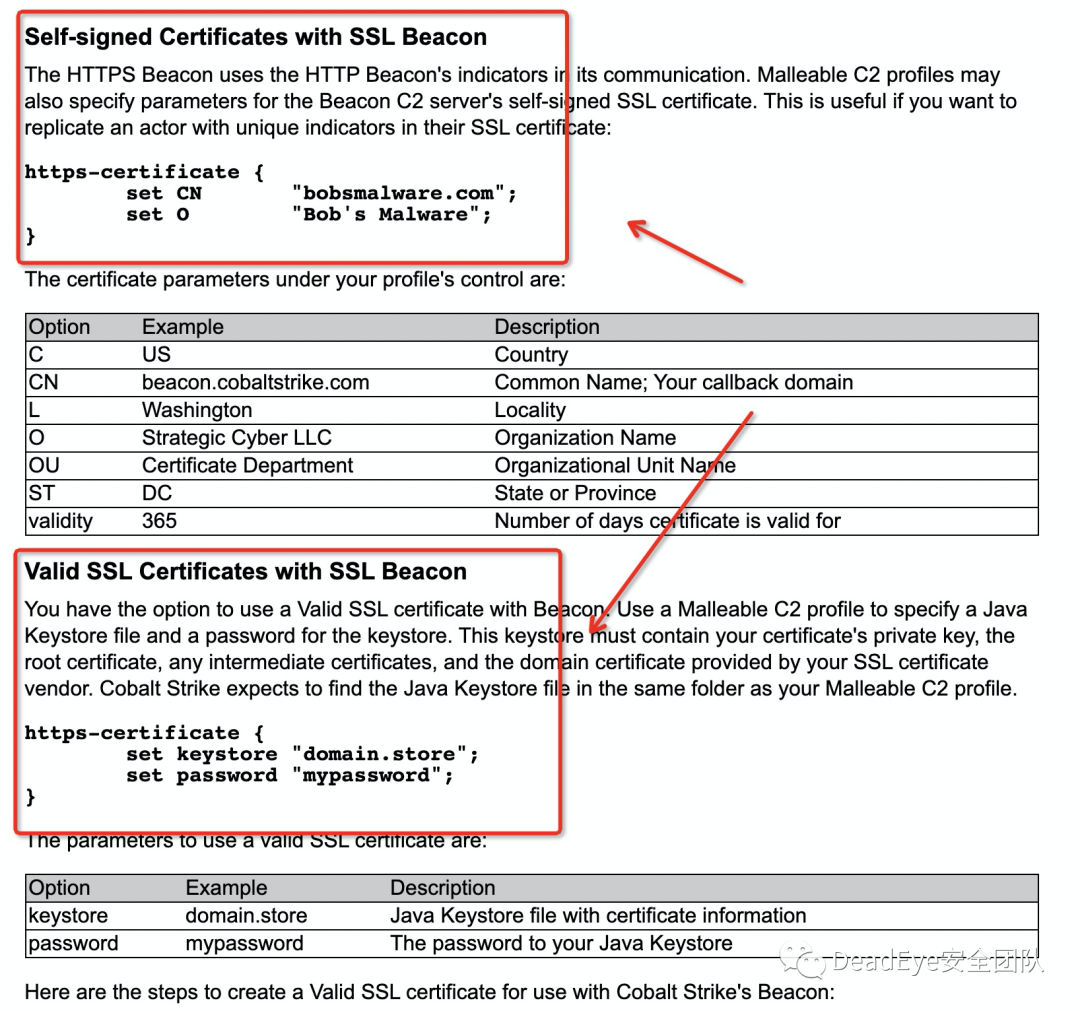 Self-signed Certificates with SSL Beacon
The HTTPS Beacon uses the HTTP Beacon's indicators in its communication. Malleable C2 profiles may
also specify parameters for the Beacon C2 server's self-signed SSL certificate. This is useful if you want to
replicate an actor with unique indicators in their SSL certificate:
https-certificate {
set CN "bobsmalware.com";
set O "Bob's Malware";
}
The certificate parameters under your profile's control are:
Option Example Description
C US Country
CN beacon.cobaltstrike.com Common Name; Your callback domain
L Washington Locality
O Strategic Cyber LLC Organization Name
OU Certificate Department Organizational Unit Name
ST DC State or Province
validity 365 Number of days certificate is valid for
Valid SSL Certificates with SSL Beacon
You have the option to use a Valid SSL certificate with Beacon. Use a Malleable C2 profile to specify a Java
Keystore file and a password for the keystore. This keystore must contain your certificate's private key, the
root certificate, any intermediate certificates, and the domain certificate provided by your SSL certificate
vendor. Cobalt Strike expects to find the Java Keystore file in the same folder as your Malleable C2 profile.
https-certificate {
set keystore "domain.store";
set password "mypassword";
}
The parameters to use a valid SSL certificate are:
Option Example Description
keystore domain.store Java Keystore file with certificate information
password mypassword The password to your Java Keystore
DeadEye安全团队
Here are the steps to create a Valid SSL certificate for use with Cobalt Strike's Beacon: